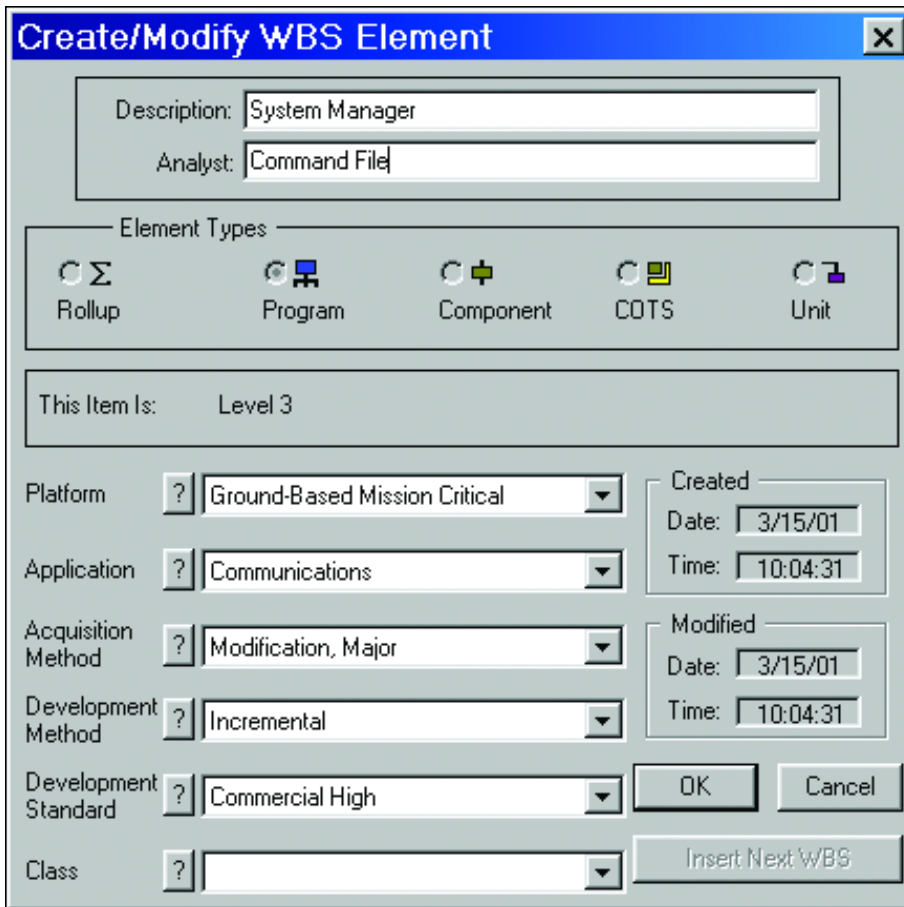 Create/Modify WBS Element
Description: System Manager
Analyst: Command File
Element Types
Σ
Rollup Program Component COTS Unit
This Item Is: Level 3
Platform ? Ground-Based Mission Critical
Created
Date: 3/15/01
Time: 10:04:31
Application ? Communications
Acquisition
Method ? Modification, Major
Modified
Date: 3/15/01
Time: 10:04:31
Development
Method ? Incremental
Development
Standard ? Commercial High
OK Cancel
Class ?
Insert Next WBS